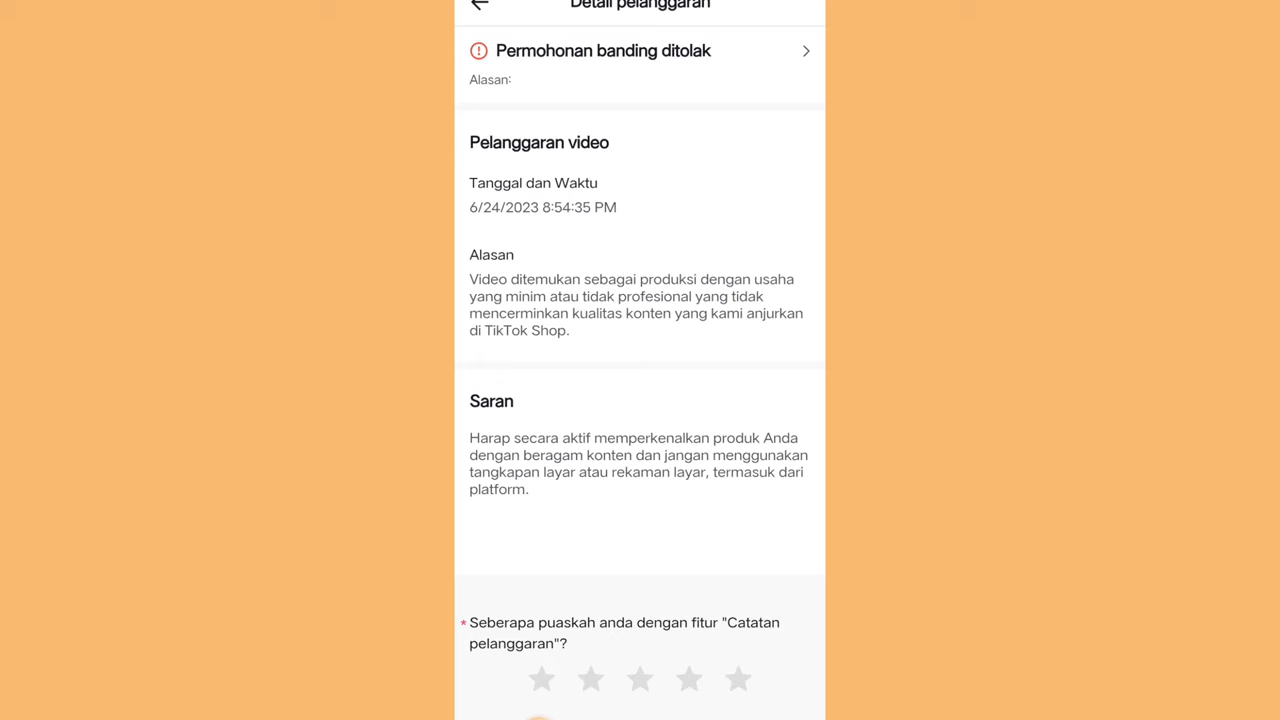 Detail pelanggaran
Permohonan banding ditolak
Alasan:
Pelanggaran video
Tanggal dan Waktu
6/24/2023 8:54:35 PM
Alasan
Video ditemukan sebagai produksi dengan usaha
yang minim atau tidak profesional yang tidak
mencerminkan kualitas konten yang kami anjurkan
di TikTok Shop.
Saran
Harap secara aktif memperkenalkan produk Anda
dengan beragam konten dan jangan menggunakan
tangkapan layar atau rekaman layar, termasuk dari
platform.
* Seberapa puaskah anda dengan fitur "Catatan
pelanggaran"?